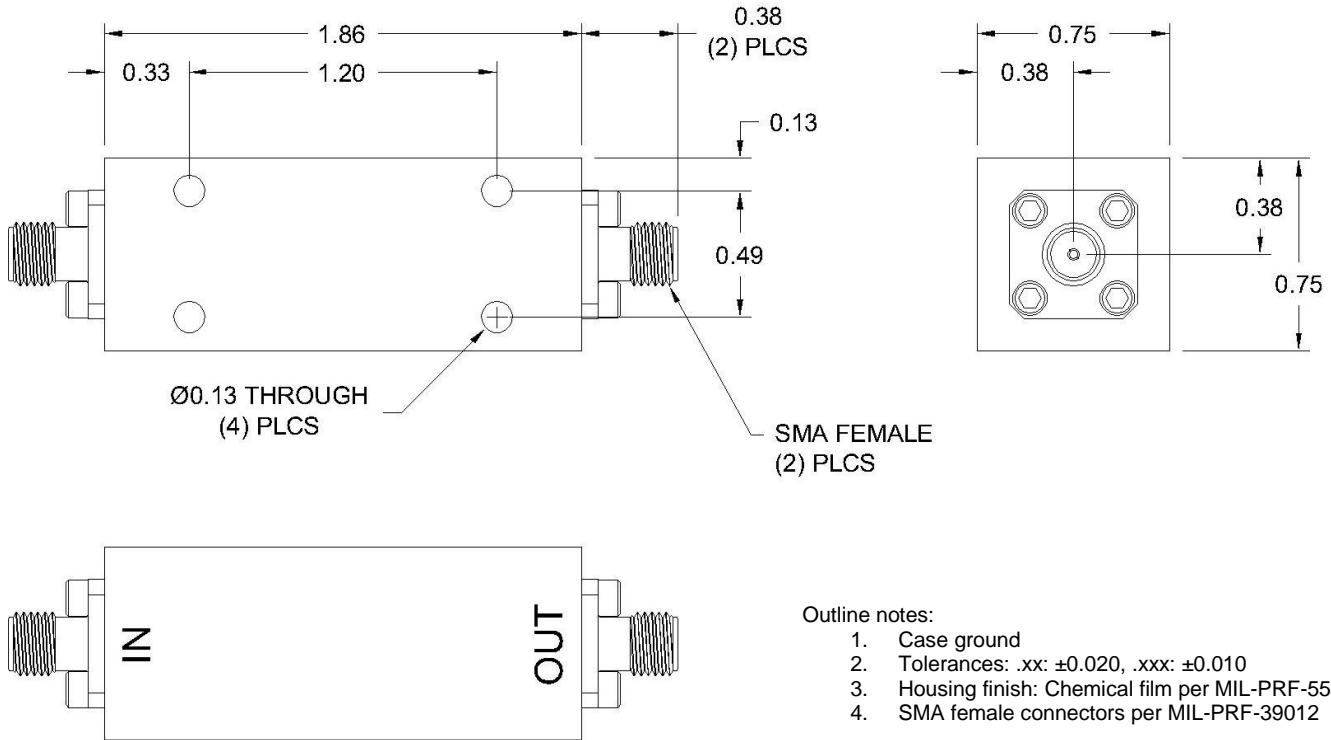 1.86
0.38
(2) PLCS
0.33
1.20
0.13
0.49
Ø0.13 THROUGH
(4) PLCS
SMA FEMALE
(2) PLCS
0.75
0.38
0.38
0.75
IN
OUT
Outline notes:
1. Case ground
2. Tolerances: .xx: ±0.020, .xxx: ±0.010
3. Housing finish: Chemical film per MIL-PRF-55
4. SMA female connectors per MIL-PRF-39012